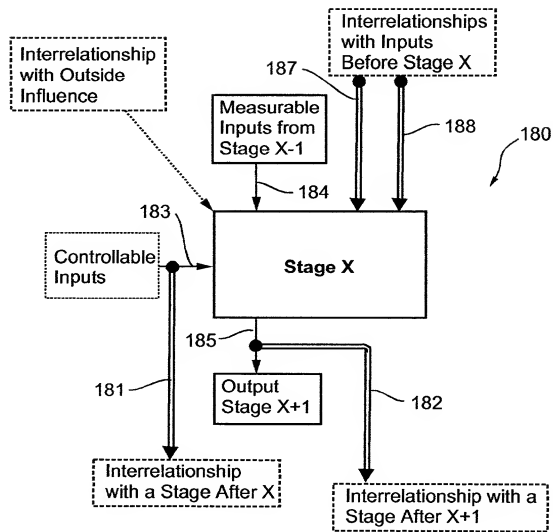 Interrelationship
with Outside
Influence
Interrelationships
with Inputs
Before Stage X
187
188
180
Measurable
Inputs from
Stage X-1
184
183
Controllable
Inputs
Stage X
185
181
Output
Stage X+1
182
Interrelationship
with a Stage After X
Interrelationship with a
Stage After X+1